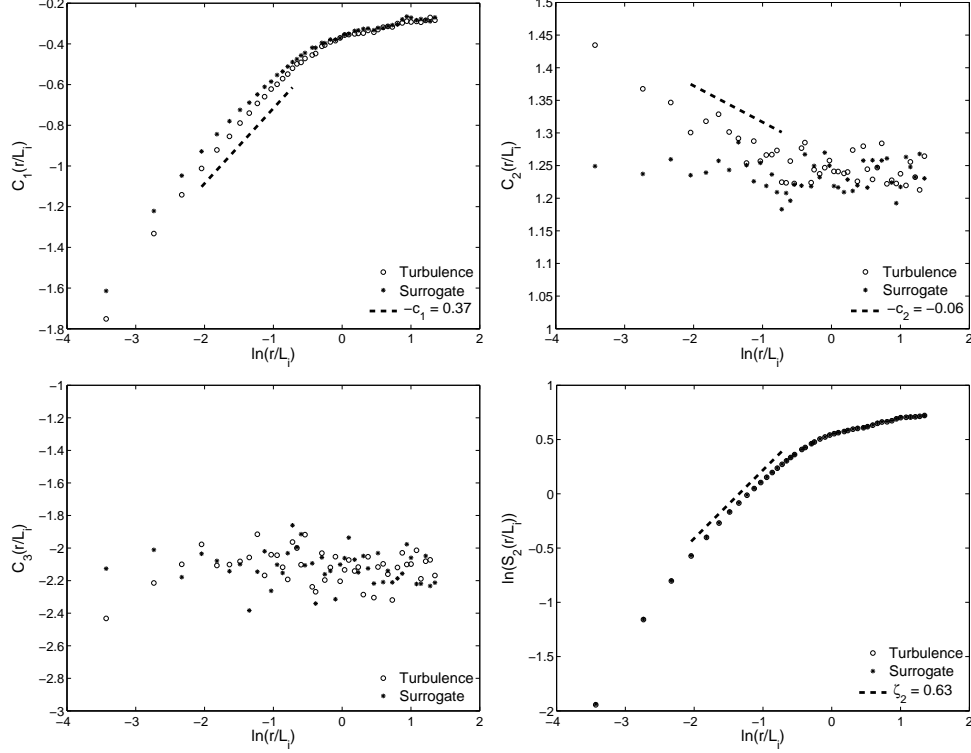 −0.2
−0.4
−0.6
−0.8
−1
−1.2
−1.4
−1.6
−1.8
C₁(r/Lᵢ)
Turbulence
Surrogate
−c₁ = 0.37
−4 −3 −2 −1 0 1 2
ln(r/Lᵢ)
1.5
1.45
1.4
1.35
1.3
1.25
1.2
1.15
1.1
1.05
1
C₂(r/Lᵢ)
Turbulence
Surrogate
−c₂ = −0.06
−4 −3 −2 −1 0 1 2
ln(r/Lᵢ)
−1
−1.2
−1.4
−1.6
−1.8
−2
−2.2
−2.4
−2.6
−2.8
−3
C₃(r/Lᵢ)
Turbulence
Surrogate
−4 −3 −2 −1 0 1 2
ln(r/Lᵢ)
1
0.5
0
−0.5
−1
−1.5
−2
ln(S₂(r/Lᵢ))
Turbulence
Surrogate
ζ₂ = 0.63
−4 −3 −2 −1 0 1 2
ln(r/Lᵢ)